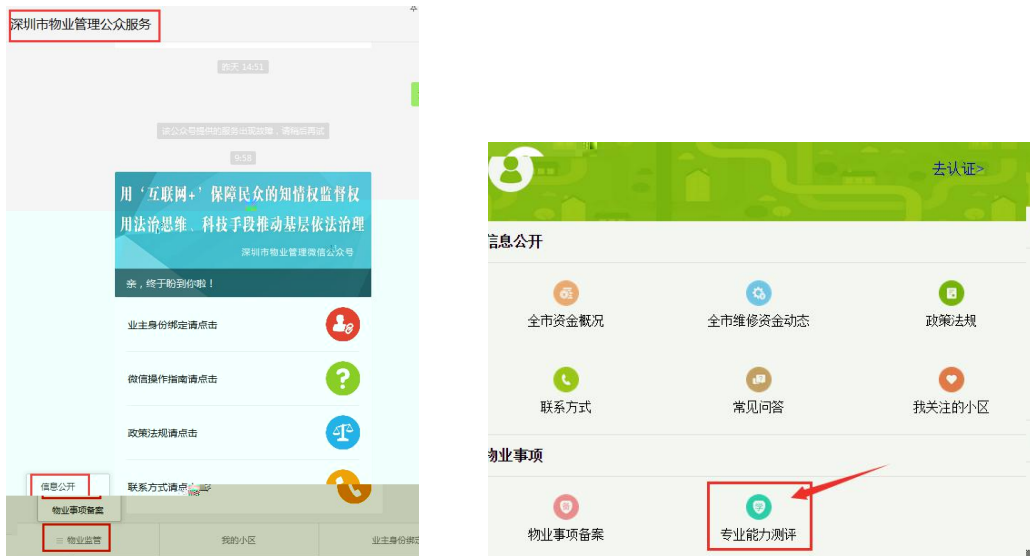 深圳市物业管理公众服务
昨天 14:51
该公众号提供的服务出现故障，请稍后再试
9:58
用‘互联网+’保障民众的知情权监督权
用法治思维、科技手段推动基层依法治理
深圳市物业管理微信公众号
亲，终于盼到你啦！
业主身份绑定请点击
微信操作指南请点击
政策法规请点击
联系方式请点
信息公开
物业事项备案
物业监管
我的小区
业主身份绑
去认证>
信息公开
全市资金概况
全市维修资金动态
政策法规
联系方式
常见问答
我关注的小区
物业事项
物业事项备案
专业能力测评